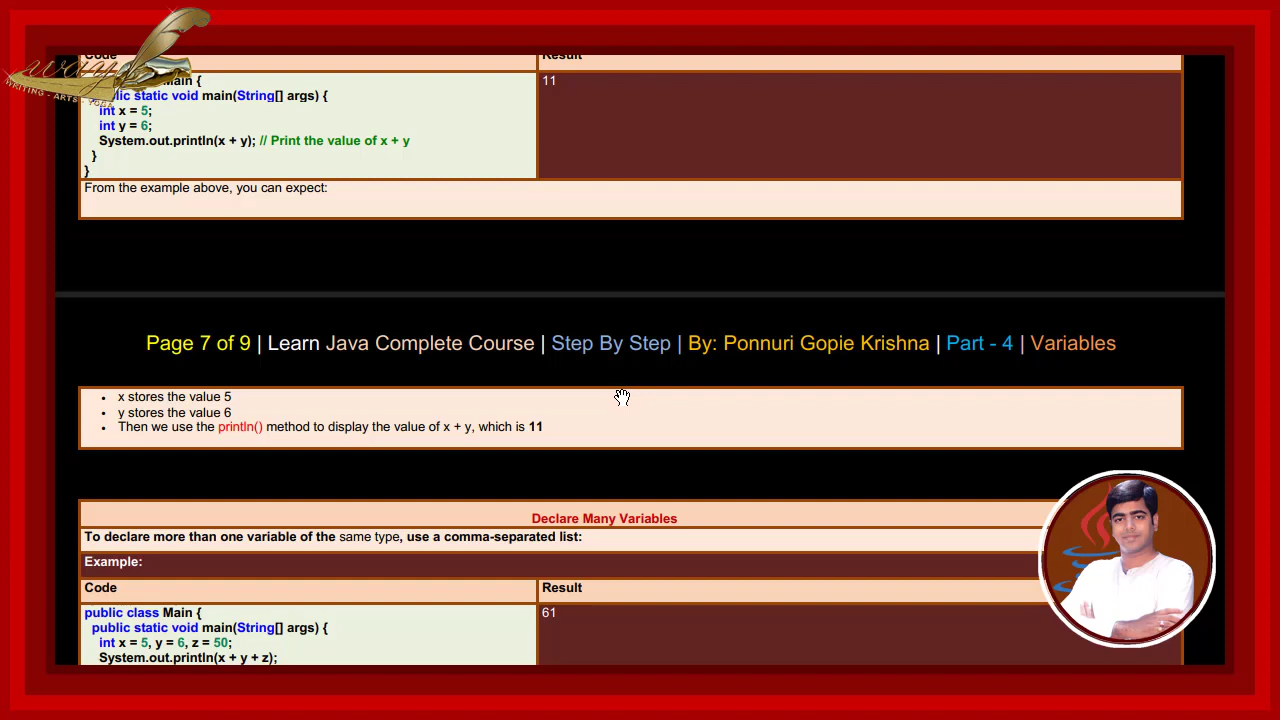 Code
Result
Main {
public static void main(String[] args) {
int x = 5;
int y = 6;
System.out.println(x + y); // Print the value of x + y
}
}
11
From the example above, you can expect:
WRITING - ARTS - YOGA
Page 7 of 9 | Learn Java Complete Course | Step By Step | By: Ponnuri Gopie Krishna | Part - 4 | Variables
• x stores the value 5
• y stores the value 6
• Then we use the println() method to display the value of x + y, which is 11
Declare Many Variables
To declare more than one variable of the same type, use a comma-separated list:
Example:
Code
Result
public class Main {
public static void main(String[] args) {
int x = 5, y = 6, z = 50;
System.out.println(x + y + z);
61